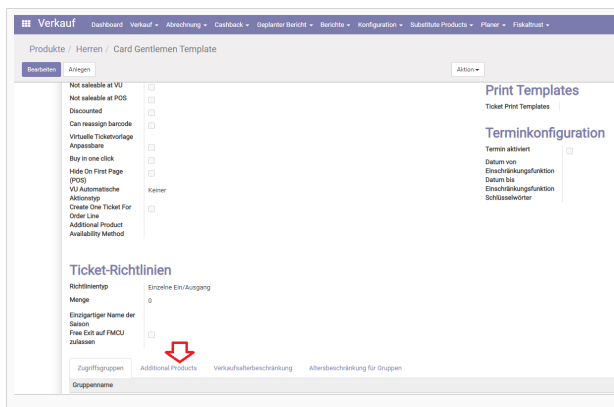 Verkauf Dashboard Verkauf Abrechnung Cashback Geplanter Bericht Berichte Konfiguration Substitute Products Planer Fiskaltrust
Produkte / Herren / Card Gentlemen Template
Bearbeiten Anlegen Aktion
Not saleable at VU
Not saleable at POS
Discounted
Can reassign barcode
Virtuelle Ticketvorlage
Anpassbare
Buy in one click
Hide On First Page
(POS)
VU Automatische Keiner
Aktionstyp
Create One Ticket For
Order Line
Additional Product
Availability Method
Print Templates
Ticket Print Templates
Terminkonfiguration
Termin aktiviert
Datum von
Einschränkungsfunktion
Datum bis
Einschränkungsfunktion
Schlüsselwörter
Ticket-Richtlinien
Richtlinientyp Einzelne Ein/Ausgang
Menge 0
Einzigartiger Name der
Saison
Free Exit auf FMCU
zulassen
Zugriffsgruppen Additional Products Verkaufsalterbeschränkung Altersbeschränkung für Gruppen
Gruppenname